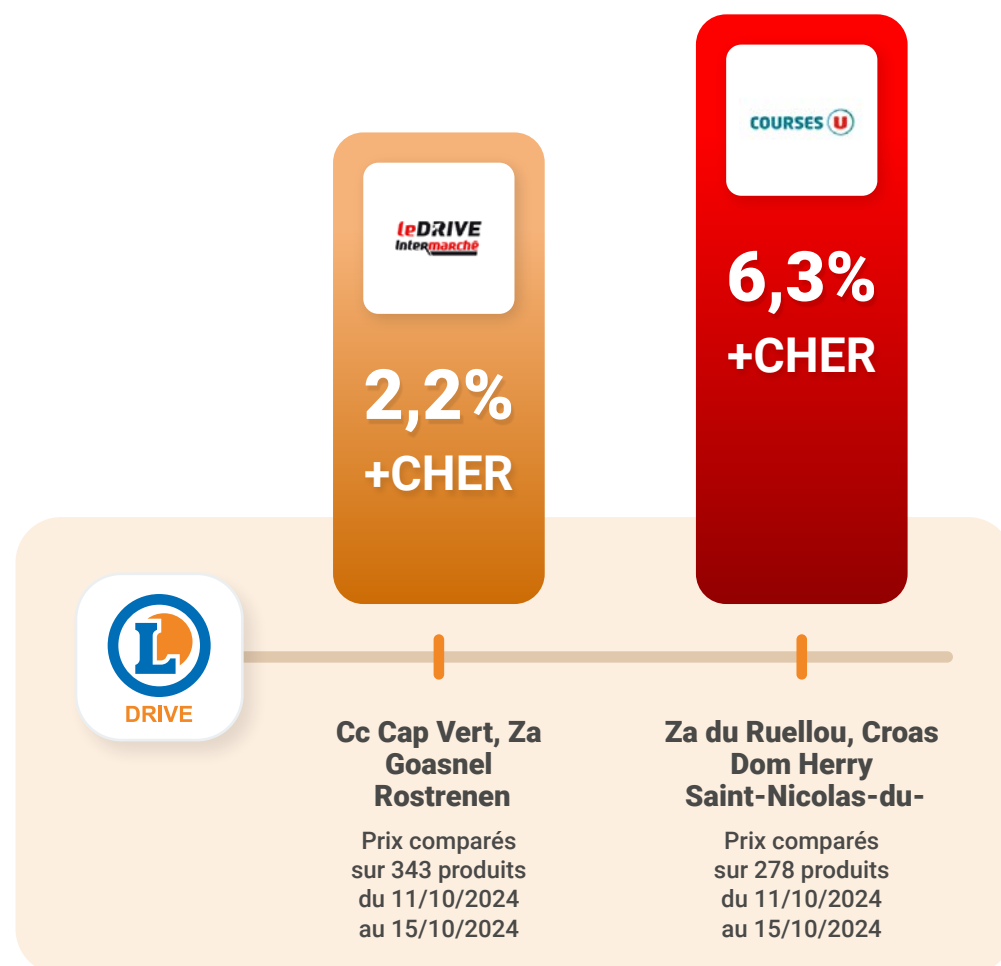 COURSES U
6,3%
+CHER
leDRIVE
Intermarché
2,2%
+CHER
L
DRIVE
Cc Cap Vert, Za
Goasnel
Rostrenen
Prix comparés
sur 343 produits
du 11/10/2024
au 15/10/2024
Za du Ruellou, Croas
Dom Herry
Saint-Nicolas-du-
Prix comparés
sur 278 produits
du 11/10/2024
au 15/10/2024